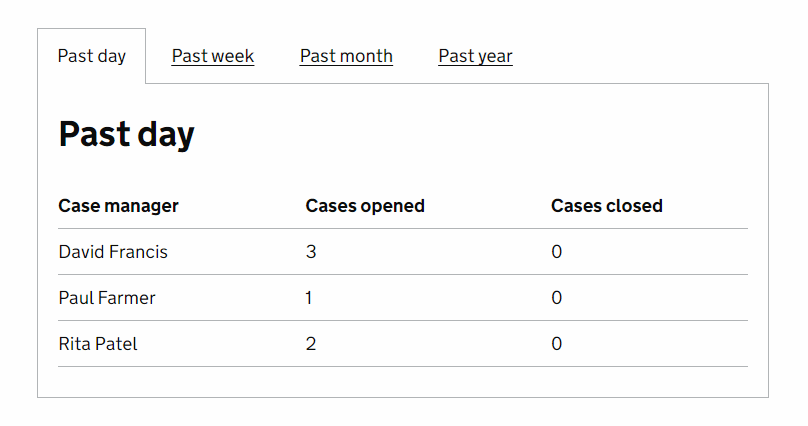 Past day Past week Past month Past year
Past day
Case manager Cases opened Cases closed
David Francis 3 0
Paul Farmer 1 0
Rita Patel 2 0